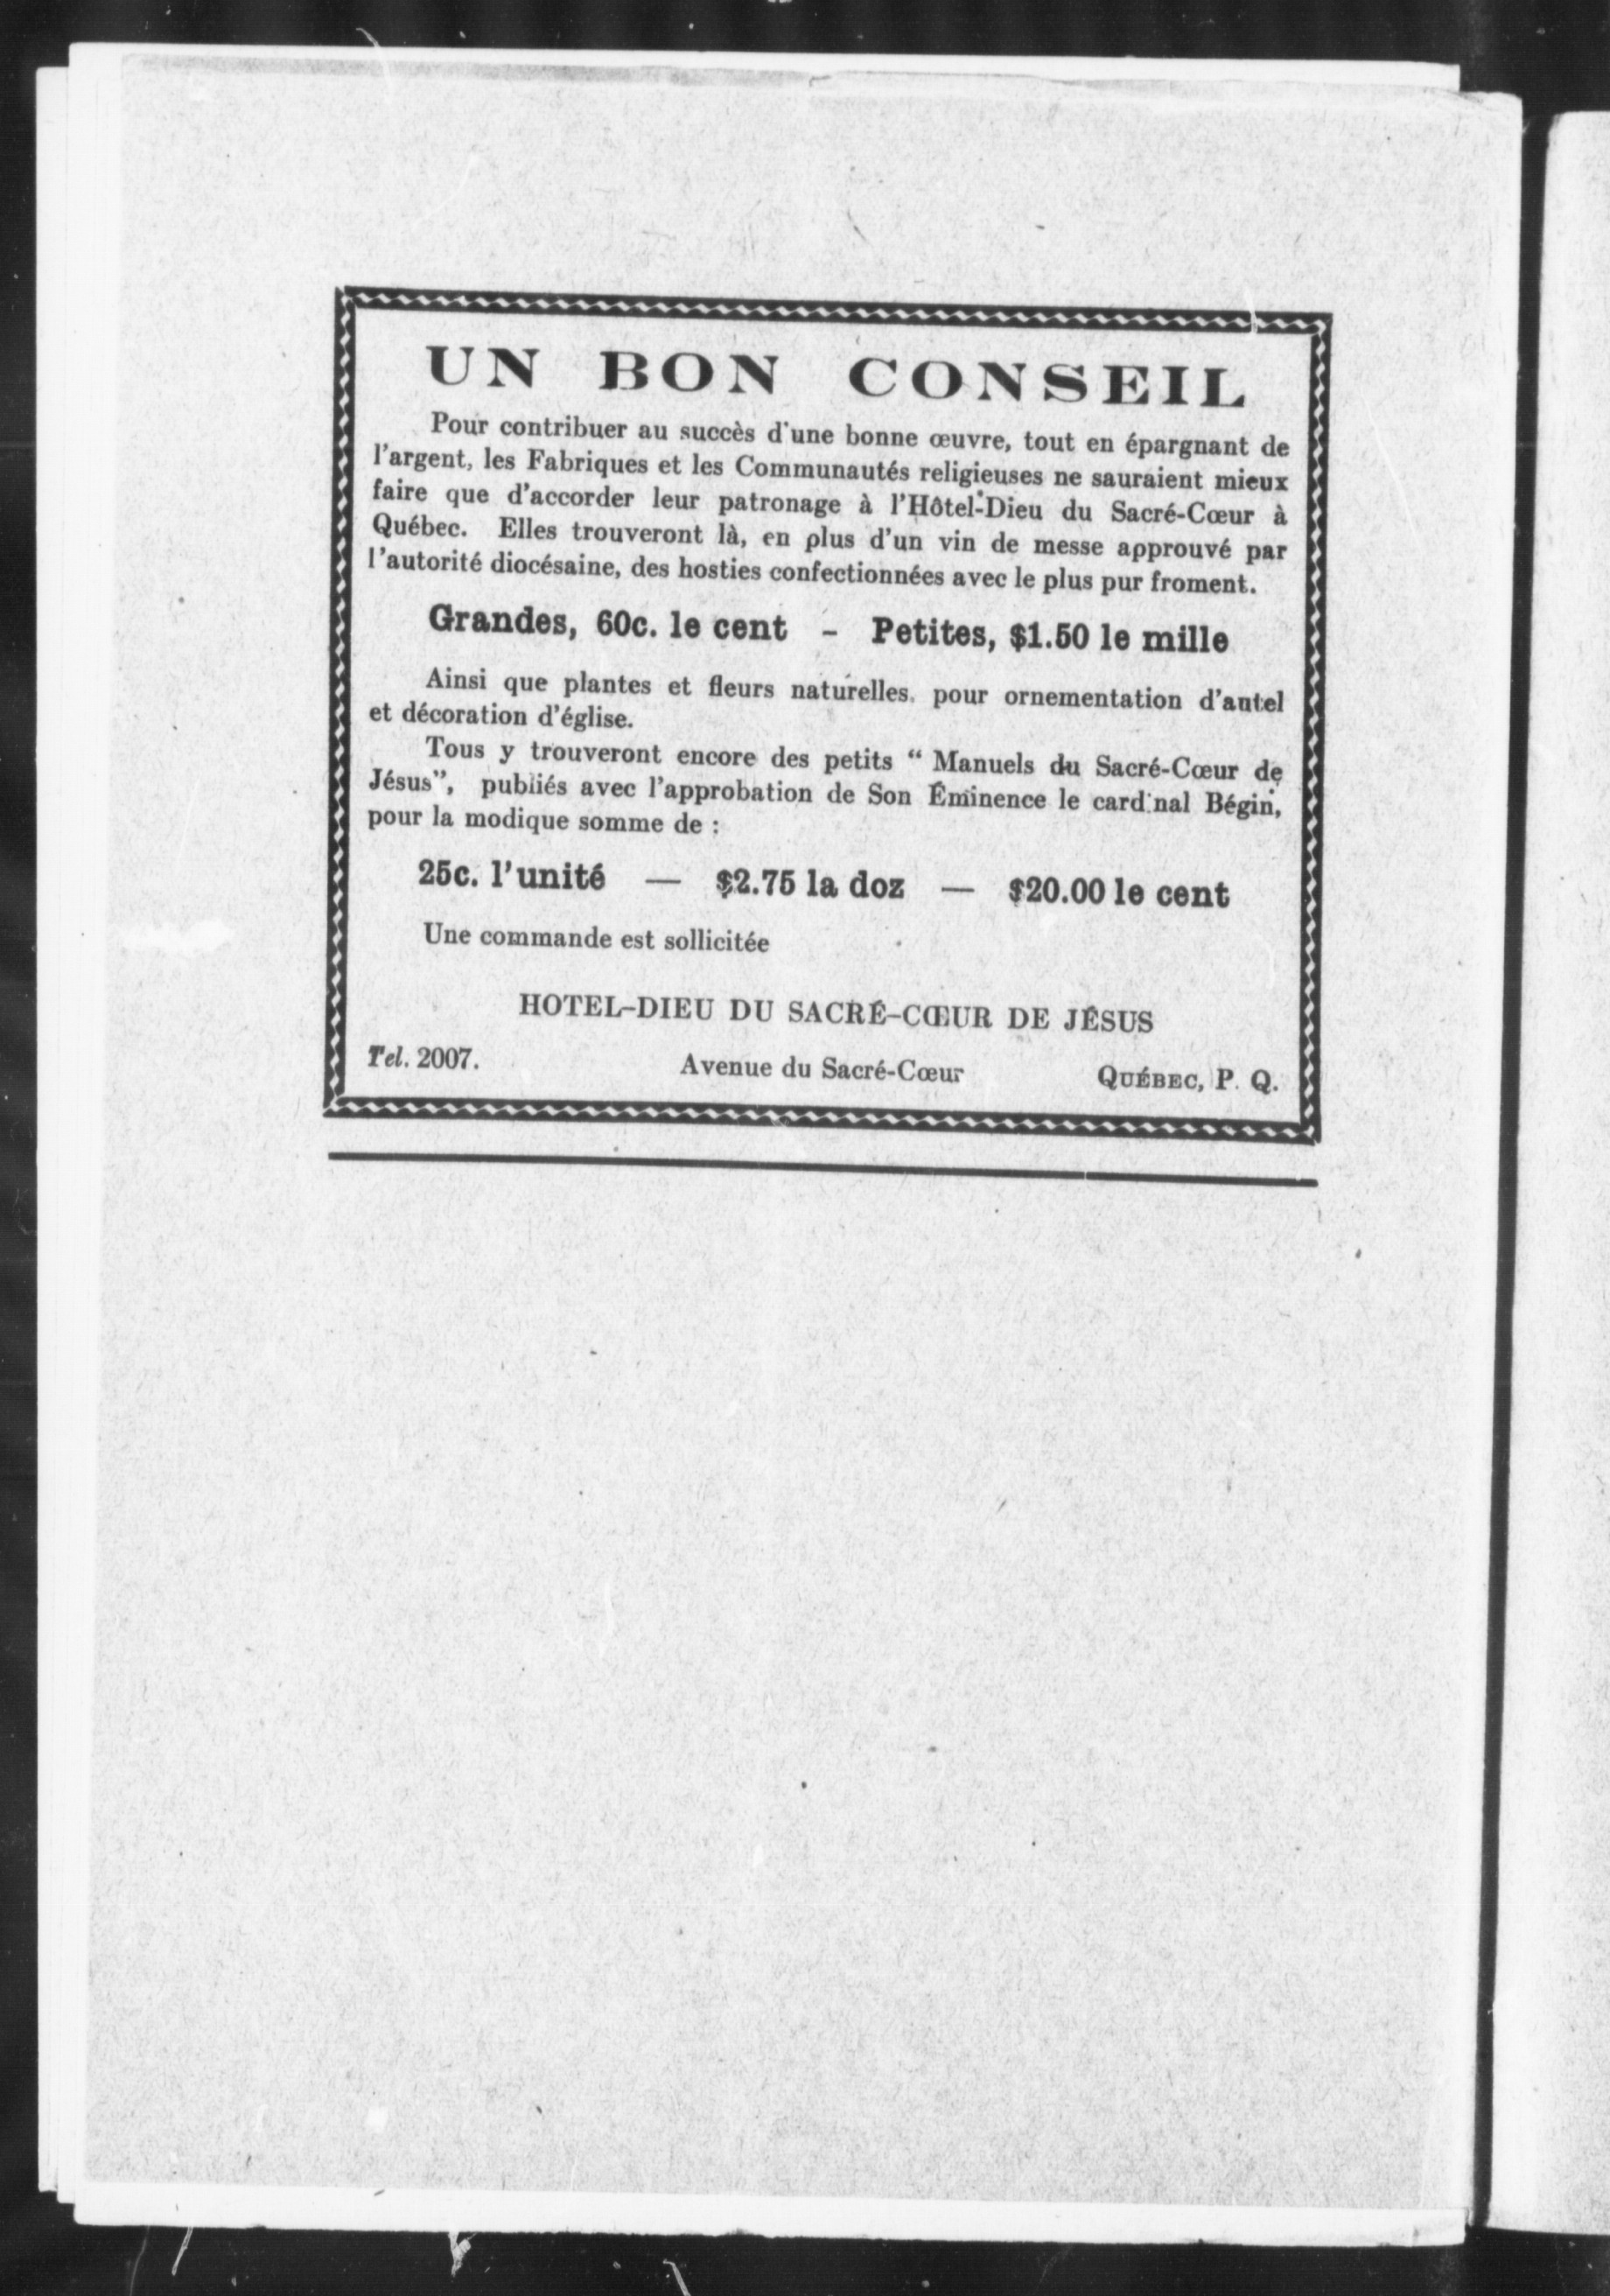 UN BON CONSEIL
Pour contribuer au succès d'une bonne œuvre, tout en épargnant de
l'argent, les Fabriques et les Communautés religieuses ne sauraient mieux
faire que d'accorder leur patronage à l'Hôtel-Dieu du Sacré-Cœur à
Québec. Elles trouveront là, en plus d'un vin de messe approuvé par
l'autorité diocésaine, des hosties confectionnées avec le plus pur froment.
Grandes, 60c. le cent - Petites, $1.50 le mille
Ainsi que plantes et fleurs naturelles, pour ornementation d'autel
et décoration d'église.
Tous y trouveront encore des petits “ Manuels du Sacré-Cœur de
Jésus”, publiés avec l'approbation de Son Éminence le cardinal Bégin,
pour la modique somme de :
25c. l'unité — $2.75 la doz — $20.00 le cent
Une commande est sollicitée
HOTEL-DIEU DU SACRÉ-CŒUR DE JÉSUS
Tel. 2007. Avenue du Sacré-Cœur QUÉBEC, P. Q.